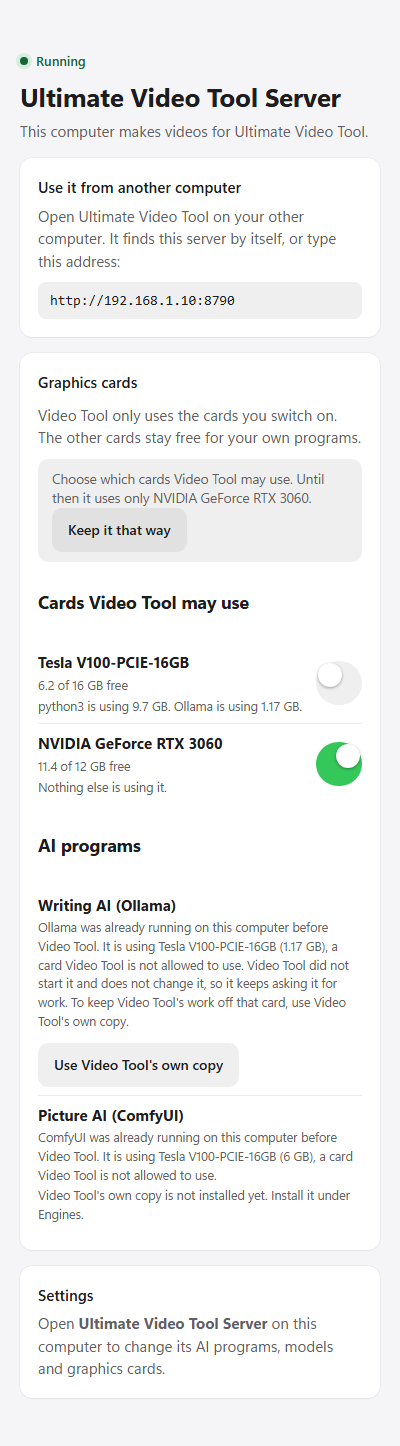 Running
Ultimate Video Tool Server
This computer makes videos for Ultimate Video Tool.
Use it from another computer
Open Ultimate Video Tool on your other
computer. It finds this server by itself, or type
this address:
http://192.168.1.10:8790
Graphics cards
Video Tool only uses the cards you switch on.
The other cards stay free for your own programs.
Choose which cards Video Tool may use. Until
then it uses only NVIDIA GeForce RTX 3060.
Keep it that way
Cards Video Tool may use
Tesla V100-PCIE-16GB
6.2 of 16 GB free
python3 is using 9.7 GB. Ollama is using 1.17 GB.
NVIDIA GeForce RTX 3060
11.4 of 12 GB free
Nothing else is using it.
AI programs
Writing AI (Ollama)
Ollama was already running on this computer before
Video Tool. It is using Tesla V100-PCIE-16GB (1.17 GB), a
card Video Tool is not allowed to use. Video Tool did not
start it and does not change it, so it keeps asking it for
work. To keep Video Tool's work off that card, use Video
Tool's own copy.
Use Video Tool's own copy
Picture AI (ComfyUI)
ComfyUI was already running on this computer before
Video Tool. It is using Tesla V100-PCIE-16GB (6 GB), a card
Video Tool is not allowed to use.
Video Tool's own copy is not installed yet. Install it under
Engines.
Settings
Open Ultimate Video Tool Server on this
computer to change its AI programs, models
and graphics cards.